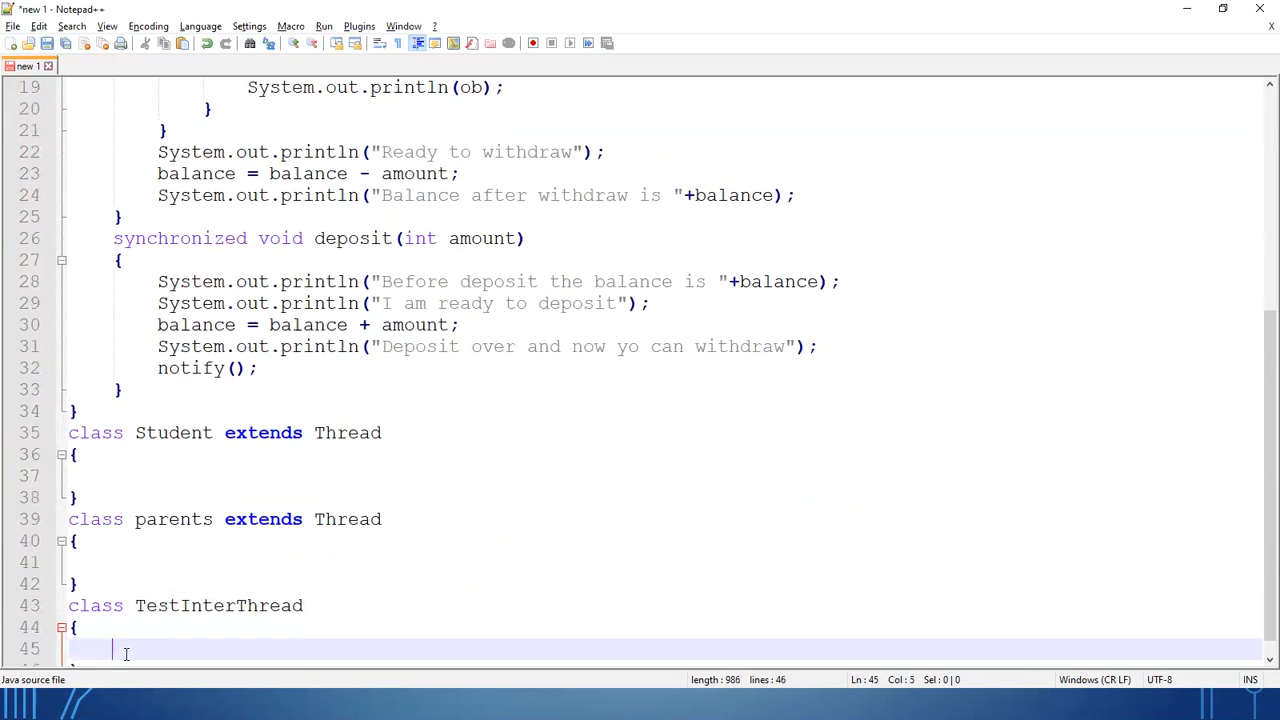 *new 1 - Notepad++
File Edit Search View Encoding Language Settings Macro Run Plugins Window ?
new 1
19 System.out.println(ob);
20 }
21 }
22 System.out.println("Ready to withdraw");
23 balance = balance - amount;
24 System.out.println("Balance after withdraw is "+balance);
25 }
26 synchronized void deposit(int amount)
27 {
28 System.out.println("Before deposit the balance is "+balance);
29 System.out.println("I am ready to deposit");
30 balance = balance + amount;
31 System.out.println("Deposit over and now yo can withdraw");
32 notify();
33 }
34 }
35 class Student extends Thread
36 {
37
38 }
39 class parents extends Thread
40 {
41
42 }
43 class TestInterThread
44 {
45
Java source file length : 986 lines : 46 Ln : 45 Col : 5 Sel : 0 | 0 Windows (CR LF) UTF-8 INS